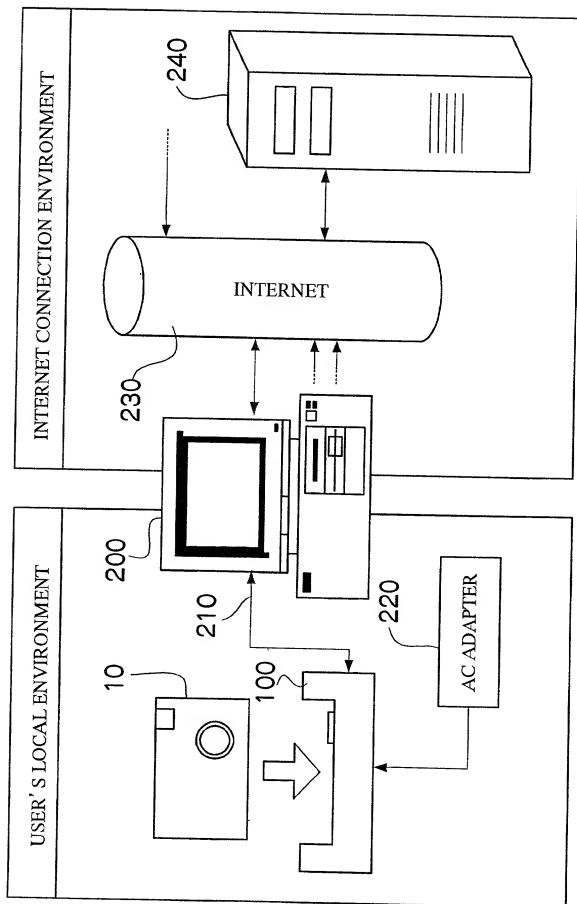 USER'S LOCAL ENVIRONMENT
10
100
200
210
220
AC ADAPTER
INTERNET CONNECTION ENVIRONMENT
230
INTERNET
240